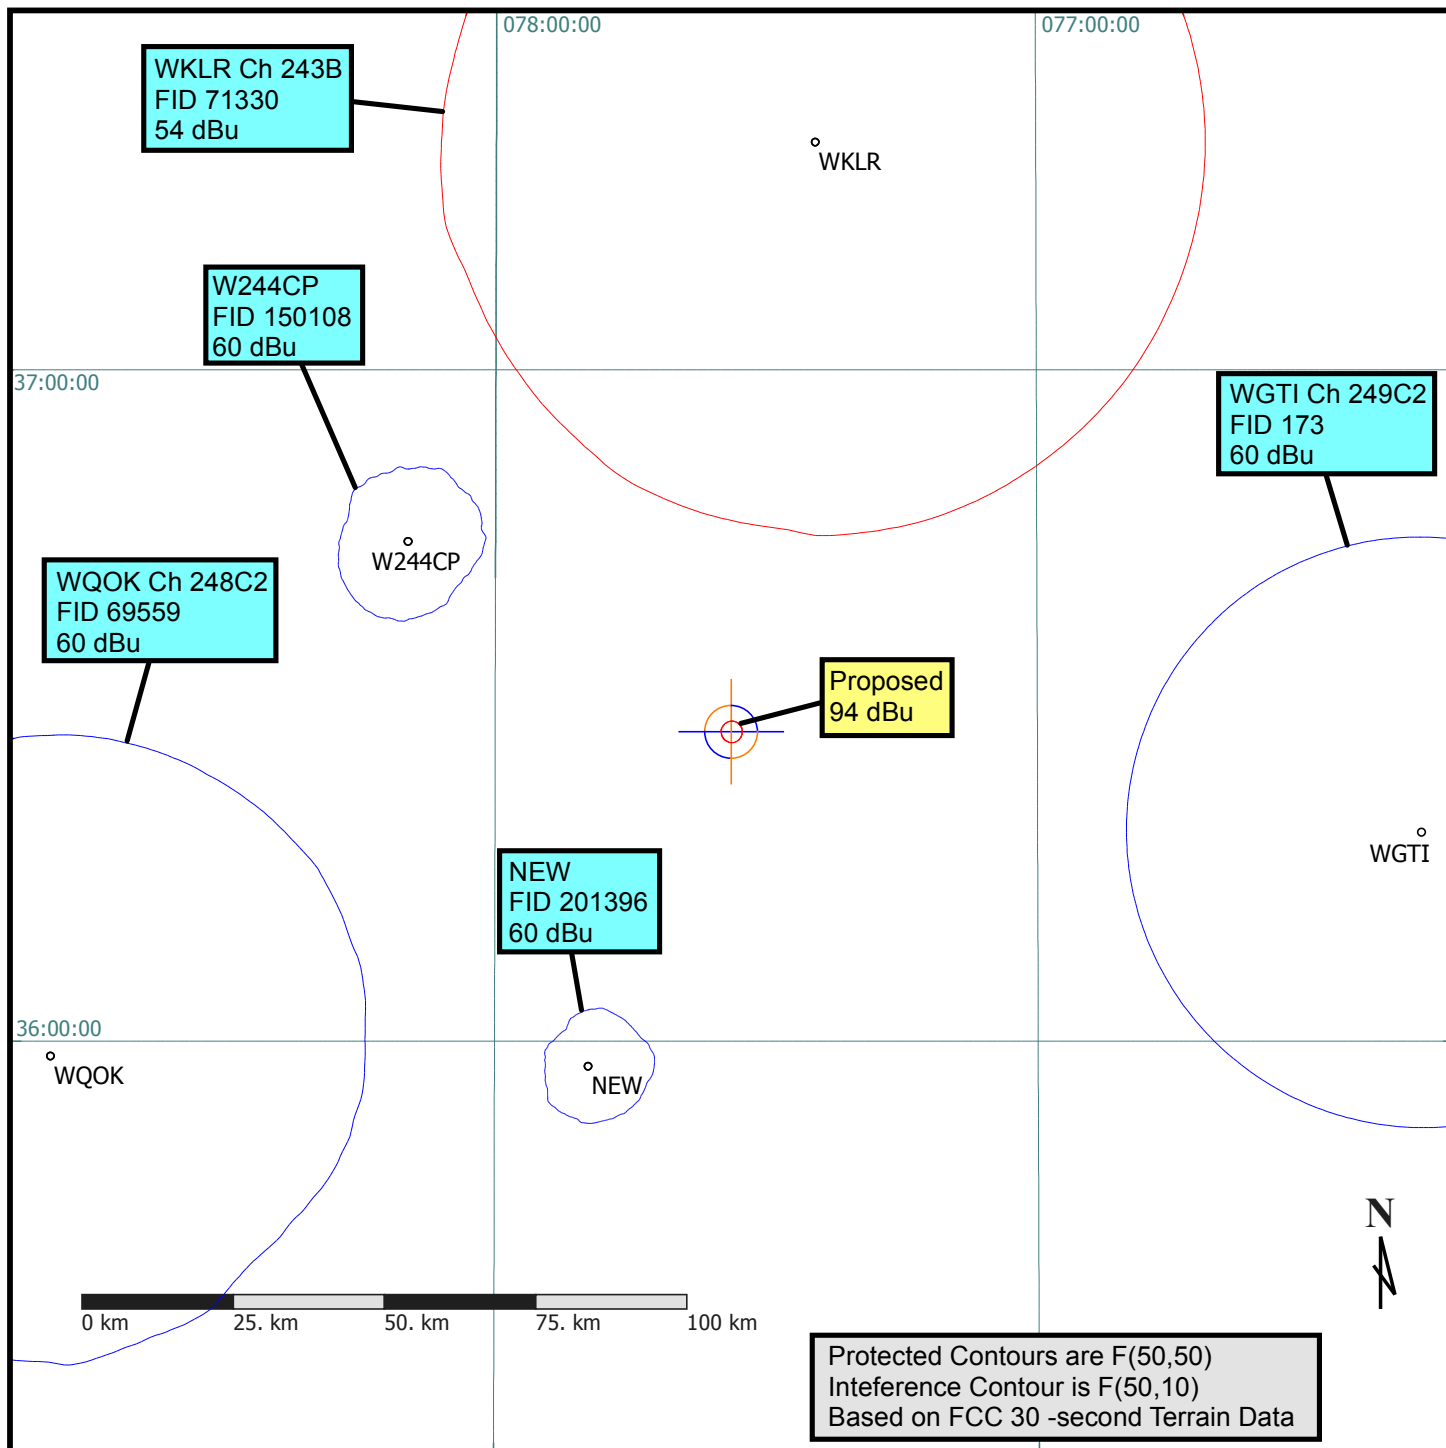 078:00:00
077:00:00
WKLR Ch 243B
FID 71330
54 dBu
WKLR
W244CP
FID 150108
60 dBu
37:00:00
WGTI Ch 249C2
FID 173
60 dBu
W244CP
WQOK Ch 248C2
FID 69559
60 dBu
Proposed
94 dBu
WGTI
NEW
FID 201396
60 dBu
36:00:00
WQOK
NEW
N
0 km
25. km
50. km
75. km
100 km
Protected Contours are F(50,50)
Inteference Contour is F(50,10)
Based on FCC 30 -second Terrain Data